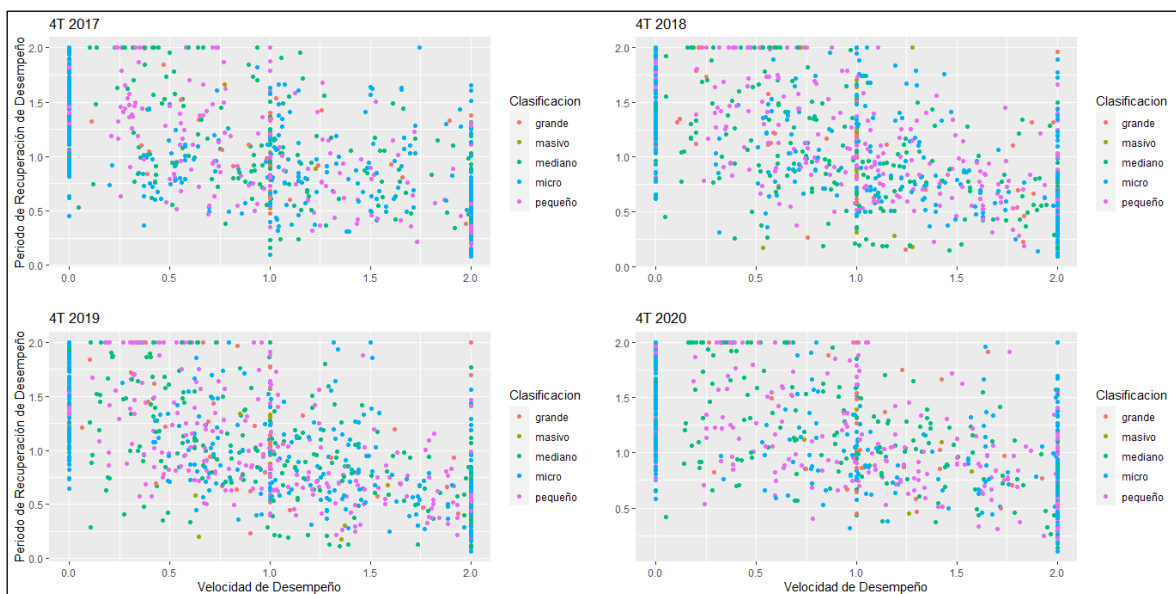 4T 2017
Periodo de Recuperación de Desempeño
2.0
1.5
1.0
0.5
0.0
0.0
0.5
1.0
1.5
2.0
Clasificacion
grande
masivo
mediano
micro
pequeño
4T 2018
2.0
1.5
1.0
0.5
0.0
0.0
0.5
1.0
1.5
2.0
Clasificacion
grande
masivo
mediano
micro
pequeño
4T 2019
Periodo de Recuperación de Desempeño
2.0
1.5
1.0
0.5
0.0
0.0
0.5
1.0
1.5
2.0
Velocidad de Desempeño
Clasificacion
grande
masivo
mediano
micro
pequeño
4T 2020
2.0
1.5
1.0
0.5
0.0
0.5
1.0
1.5
2.0
Velocidad de Desempeño
Clasificacion
grande
masivo
mediano
micro
pequeño